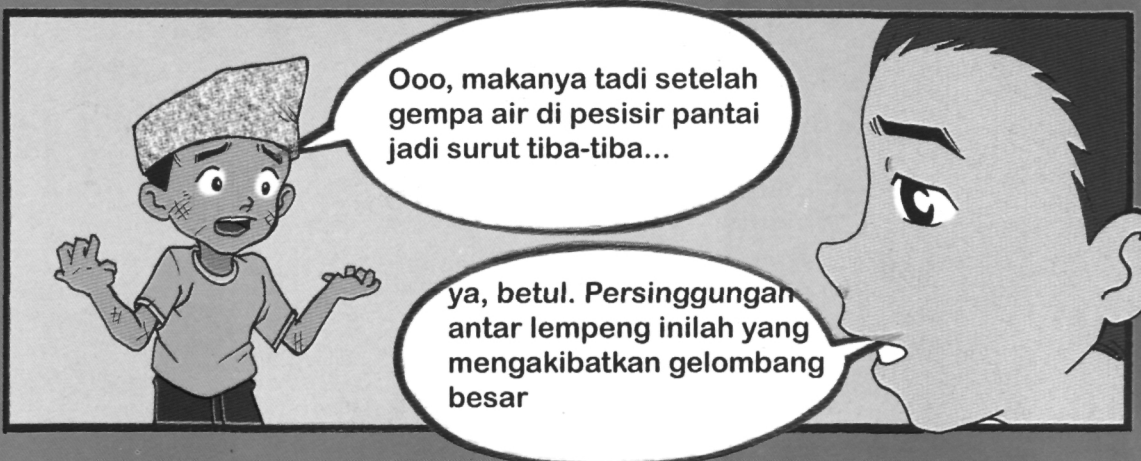 Ooo, makanya tadi setelah
gempa air di pesisir pantai
jadi surut tiba-tiba...
ya, betul. Persinggungan
antar lempeng inilah yang
mengakibatkan gelombang
besar